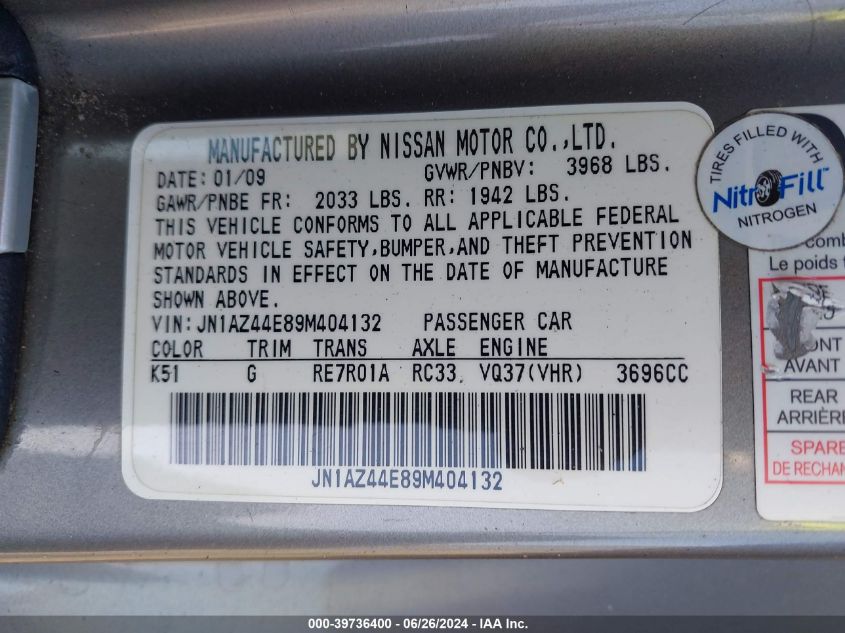 MANUFACTURED BY NISSAN MOTOR CO.,LTD.
DATE: 01/09 GVWR/PNBV: 3968 LBS.
GAWR/PNBE FR: 2033 LBS. RR: 1942 LBS.
THIS VEHICLE CONFORMS TO ALL APPLICABLE FEDERAL
MOTOR VEHICLE SAFETY,BUMPER,AND THEFT PREVENTION
STANDARDS IN EFFECT ON THE DATE OF MANUFACTURE
SHOWN ABOVE.
VIN:JN1AZ44E89M404132 PASSENGER CAR
COLOR TRIM TRANS AXLE ENGINE
K51 G RE7R01A RC33 VQ37(VHR) 3696CC
JN1AZ44E89M404132
TIRES FILLED WITH
NitroFill™
NITROGEN
Le poids
AVANT
REAR
ARRIÈRE
SPARE
000-39736400 - 06/26/2024 - IAA Inc.